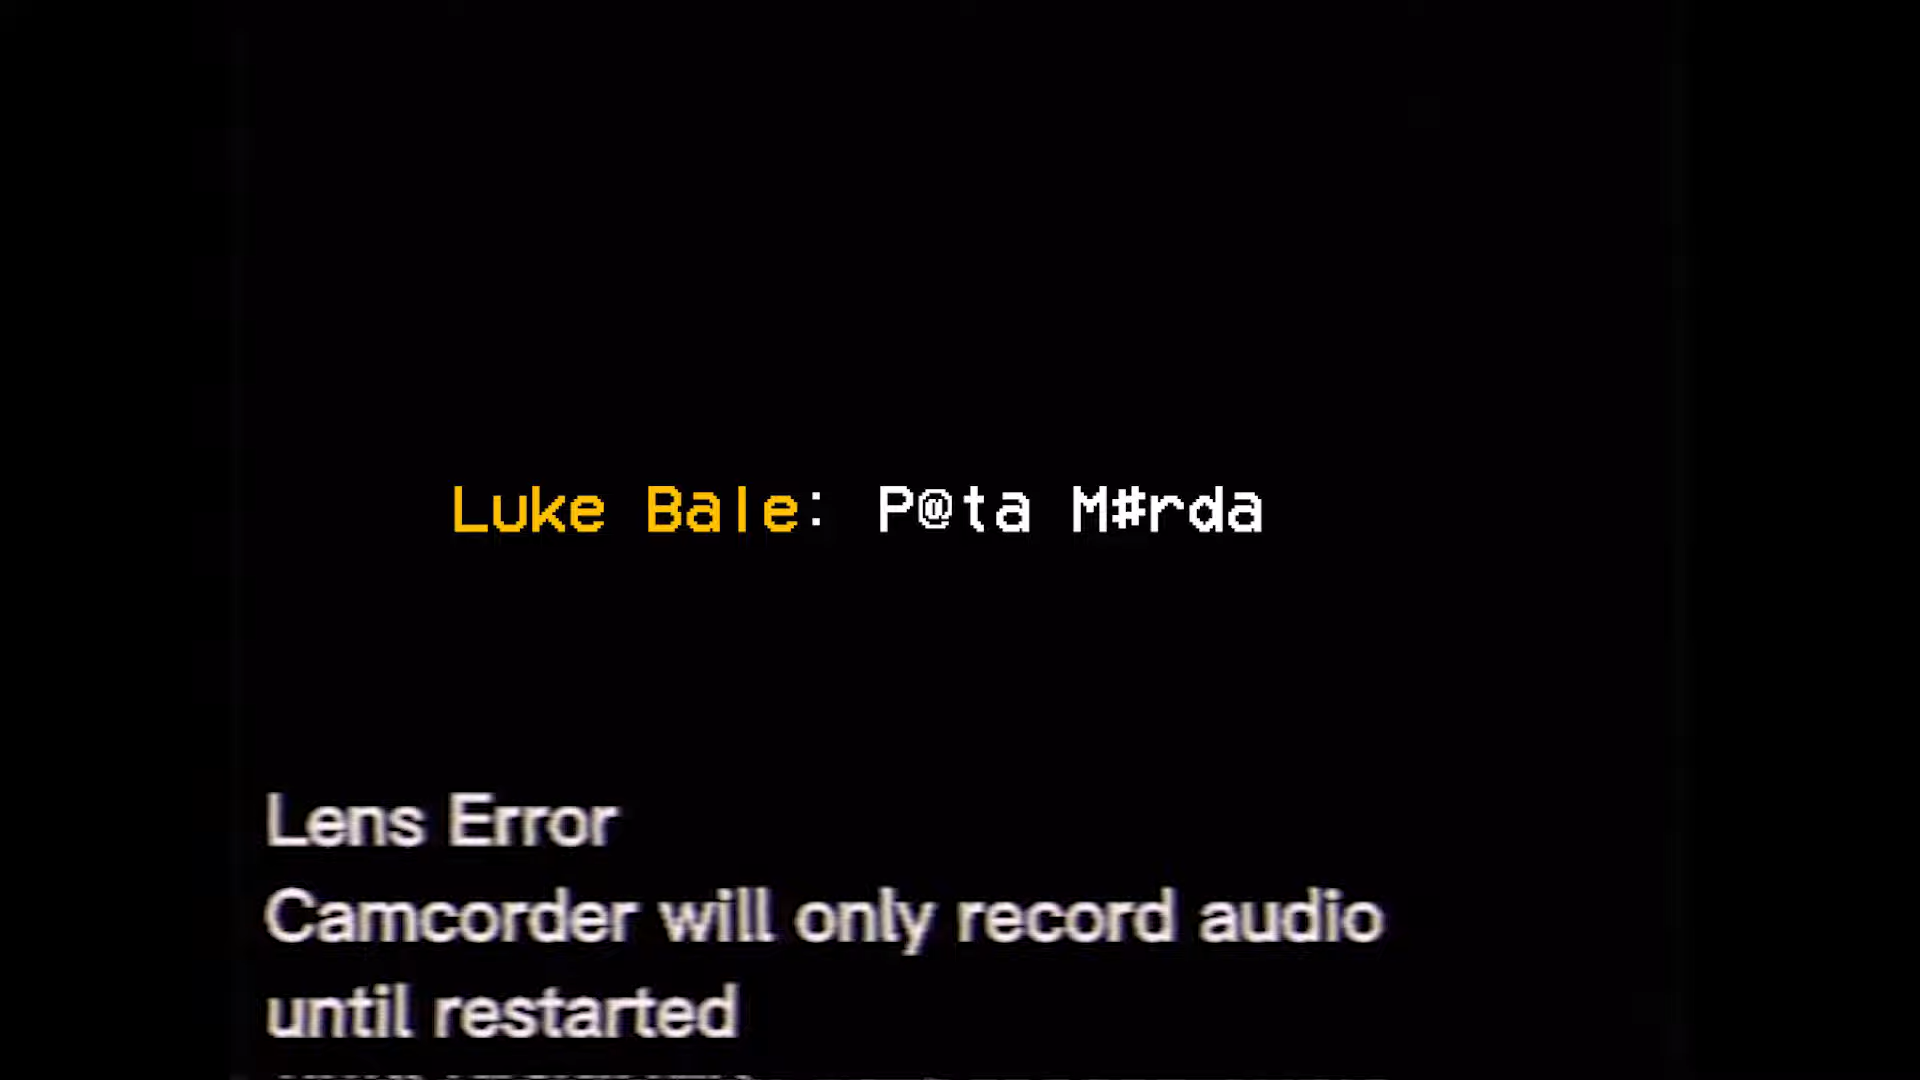 Luke Bale: P@ta M#rda
Lens Error
Camcorder will only record audio
until restarted